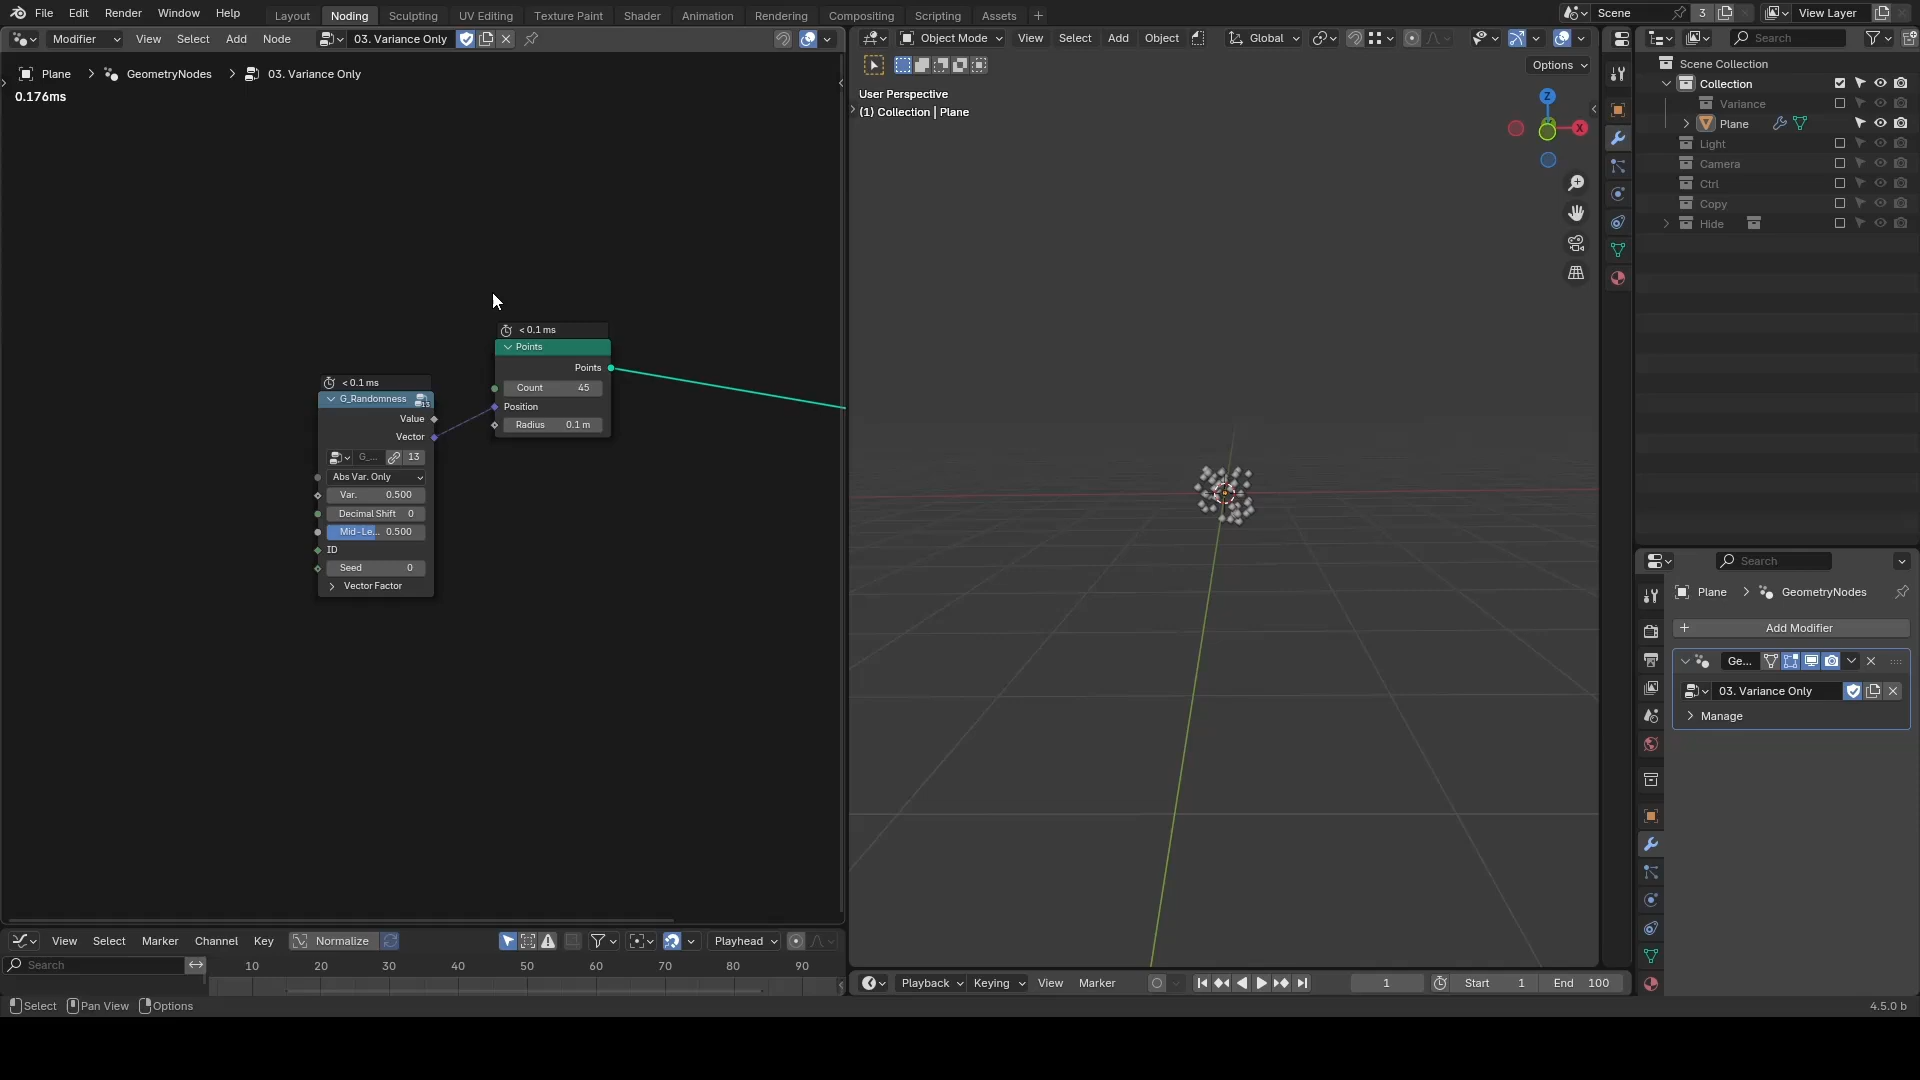 File Edit Render Window Help Layout Noding Sculpting UV Editing Texture Paint Shader Animation Rendering Compositing Scripting Assets + Scene 3 View Layer
Modifier View Select Add Node 03. Variance Only Object Mode View Select Add Object Global Search
Options
Plane > GeometryNodes > 03. Variance Only
0.176ms
User Perspective
(1) Collection | Plane
Z
X
Scene Collection
Collection
Variance
Plane
Light
Camera
Ctrl
Copy
Hide
< 0.1 ms
Points
Points
Count 45
Position
Radius 0.1 m
< 0.1 ms
G_Randomness 13
Value
Vector
G_... 13
Abs Var. Only
Var. 0.500
Decimal Shift 0
Mid-Le... 0.500
ID
Seed 0
Vector Factor
Search
Plane > GeometryNodes
+ Add Modifier
Ge...
03. Variance Only
Manage
View Select Marker Channel Key Normalize Playhead
Search 10 20 30 40 50 60 70 80 90
Playback Keying View Marker 1 Start 1 End 100
Select Pan View Options 4.5.0 b